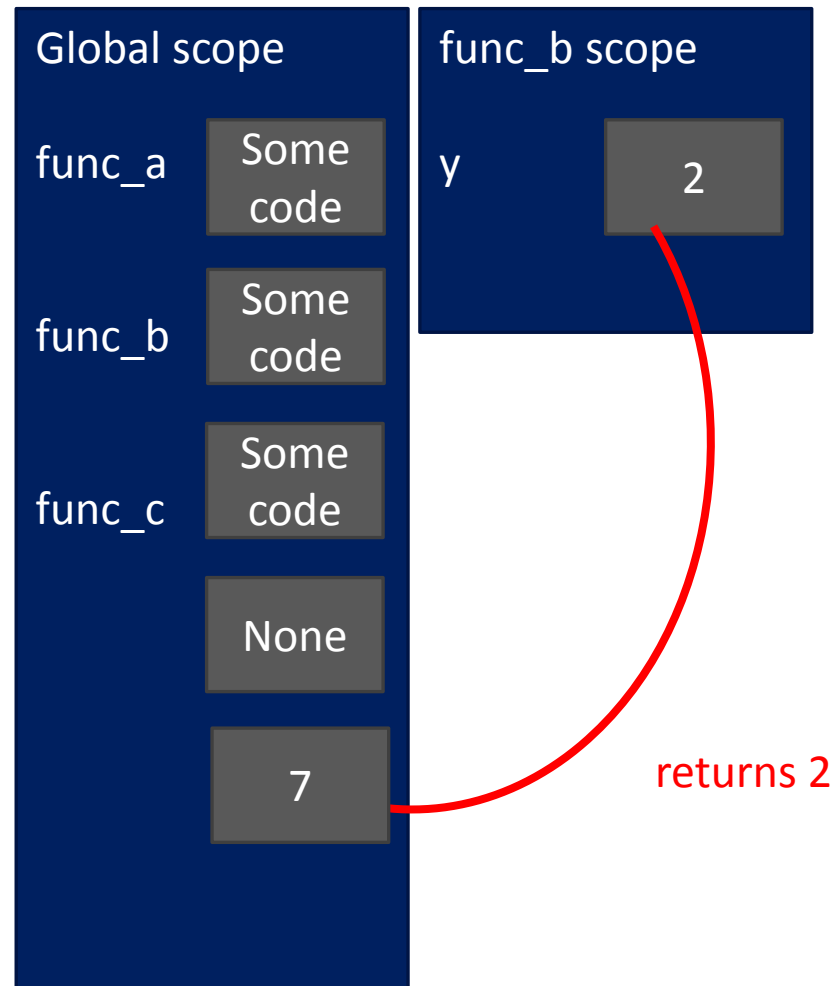 Global scope
func_a
Some
code
func_b
Some
code
func_c
Some
code
None
7
func_b scope
y
2
returns 2